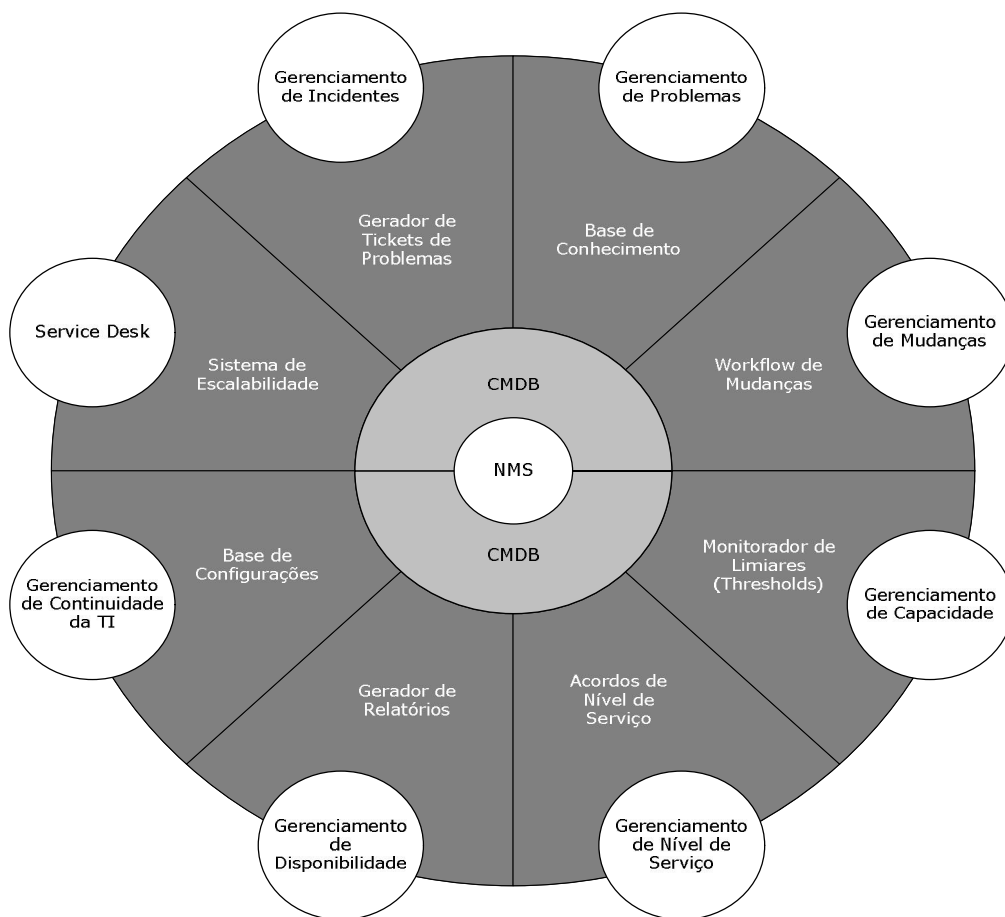 Gerenciamento
de Incidentes
Gerenciamento
de Problemas
Gerador de
Tickets de
Problemas
Base de
Conhecimento
Service Desk
Gerenciamento
de Mudanças
Sistema de
Escalabilidade
CMDB
Workflow de
Mudanças
NMS
Base de
Configurações
CMDB
Monitorador de
Limiares
(Thresholds)
Gerenciamento
de Continuidade
da TI
Gerenciamento
de Capacidade
Gerador de
Relatórios
Acordos de
Nível de
Serviço
Gerenciamento
de
Disponibilidade
Gerenciamento
de Nível de
Serviço